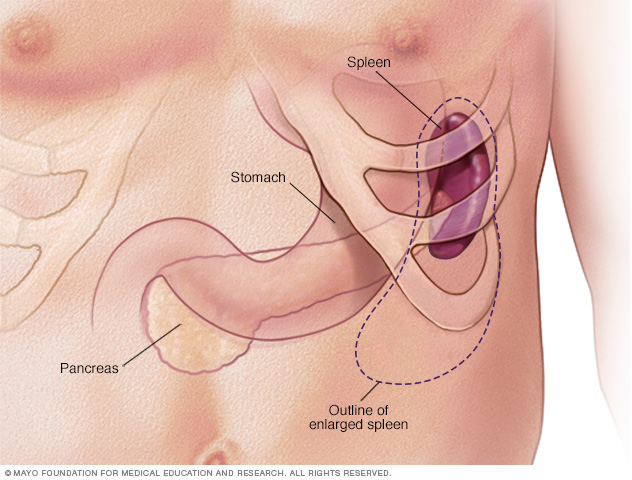 Spleen
Stomach
Pancreas
Outline of
enlarged spleen
© MAYO FOUNDATION FOR MEDICAL EDUCATION AND RESEARCH. ALL RIGHTS RESERVED.